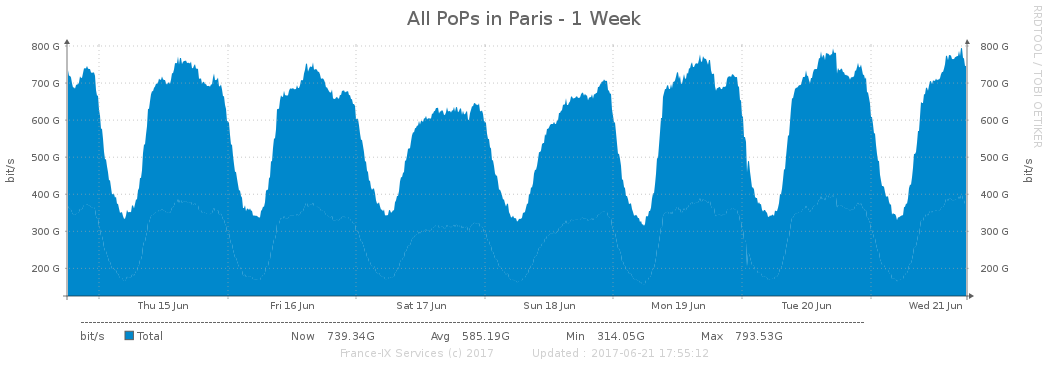 All PoPs in Paris - 1 Week
RRDTOOL / TOBI OETIKER
bit/s
800 G
700 G
600 G
500 G
400 G
300 G
200 G
800 G
700 G
600 G
500 G
400 G
300 G
200 G
bit/s
Thu 15 Jun Fri 16 Jun Sat 17 Jun Sun 18 Jun Mon 19 Jun Tue 20 Jun Wed 21 Jun
bit/s Total Now 739.34G Avg 585.19G Min 314.05G Max 793.53G
France-IX Services (c) 2017 Updated : 2017-06-21 17:55:12